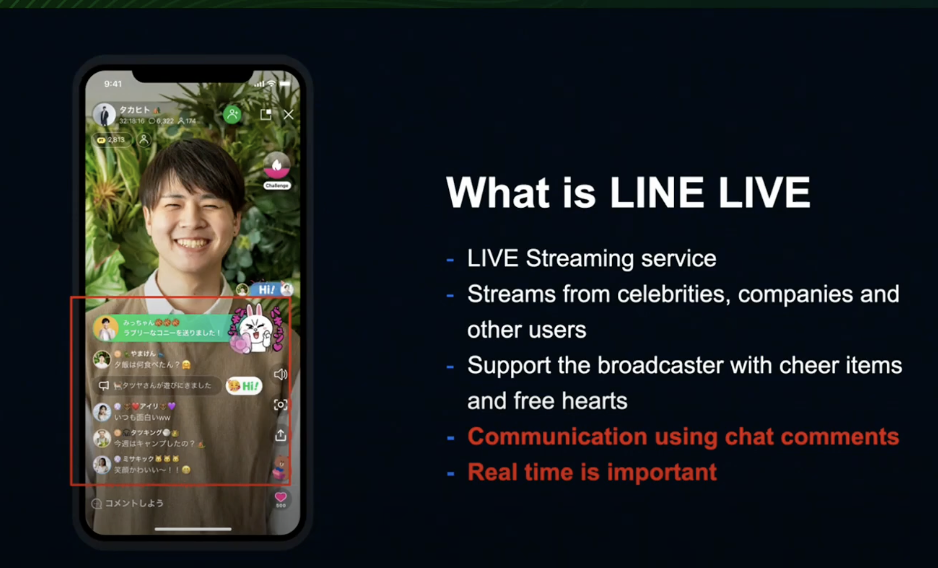 9:41
タカヒト
32:18:16 6,322 174
2,815
Challenge
Hi!
みっちゃん
ラブリーなコニーを送りました!
やまけん
夕飯は何食べたん?
タツヤさんが遊びにきました
Hi!
アイリ
いつも面白いww
タツキング
今週はキャンプしたの?
ミサキック
笑顔かわいい〜!!
コメントしよう
What is LINE LIVE
- LIVE Streaming service
- Streams from celebrities, companies and
other users
- Support the broadcaster with cheer items
and free hearts
- Communication using chat comments
- Real time is important